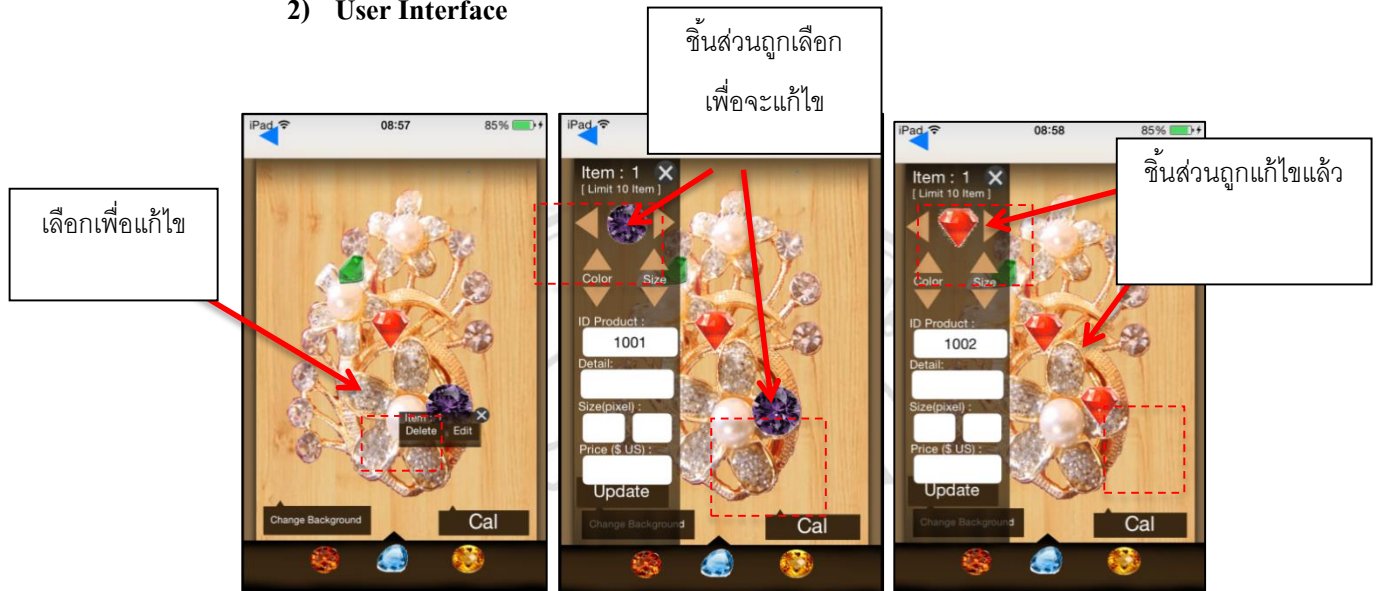 2) User Interface
ชิ้นส่วนถูกเลือก
เพื่อจะแก้ไข
เลือกเพื่อแก้ไข
ชิ้นส่วนถูกแก้ไขแล้ว
iPad
08:57
85%
Item :
Delete
Edit
Change Background
Cal
iPad
Item : 1
[ Limit 10 Item ]
Color
Size
ID Product :
1001
Detail:
Size(pixel) :
Price ($ US) :
Update
Change Background
Cal
iPad
08:58
85%
Item : 1
[ Limit 10 Item ]
Color
Size
ID Product :
1002
Detail:
Size(pixel) :
Price ($ US) :
Update
Change Background
Cal